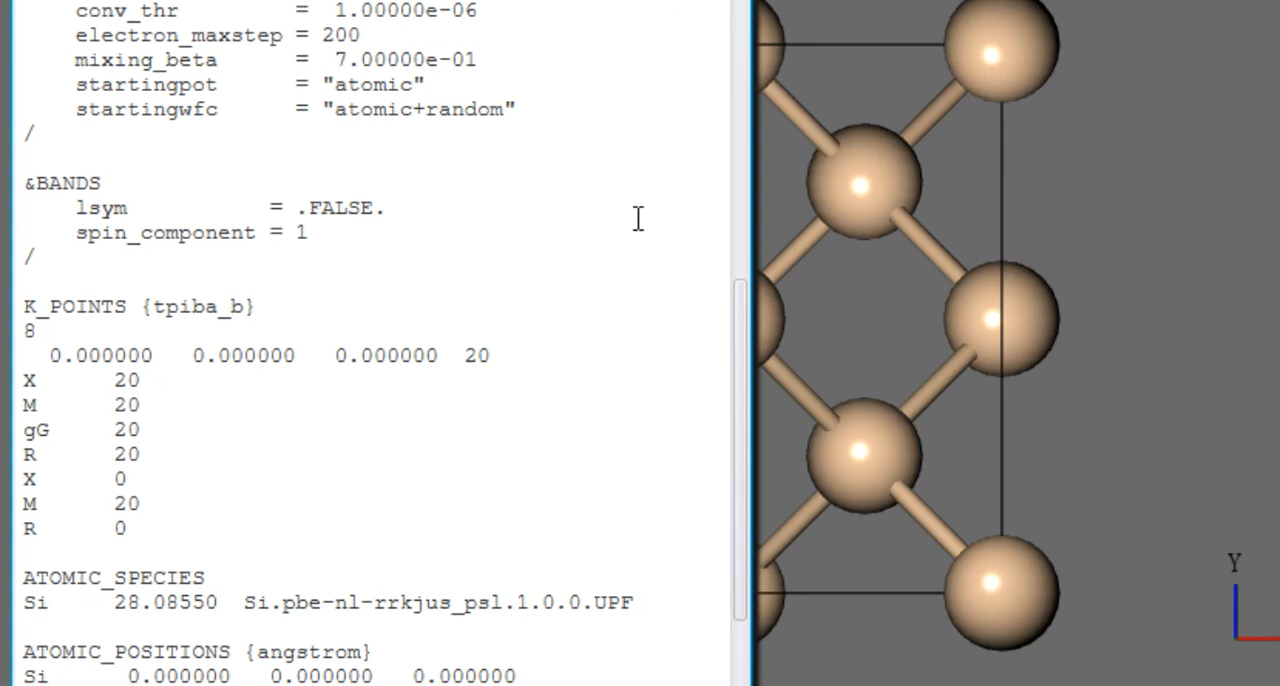 conv_thr = 1.00000e-06
electron_maxstep = 200
mixing_beta = 7.00000e-01
startingpot = "atomic"
startingwfc = "atomic+random"
/
&BANDS
lsym = .FALSE.
spin_component = 1
/
K_POINTS {tpiba_b}
8
0.000000 0.000000 0.000000 20
X 20
M 20
gG 20
R 20
X 0
M 20
R 0
ATOMIC_SPECIES
Si 28.08550 Si.pbe-nl-rrkjus_psl.1.0.0.UPF
ATOMIC_POSITIONS {angstrom}
Si 0.000000 0.000000 0.000000
Y